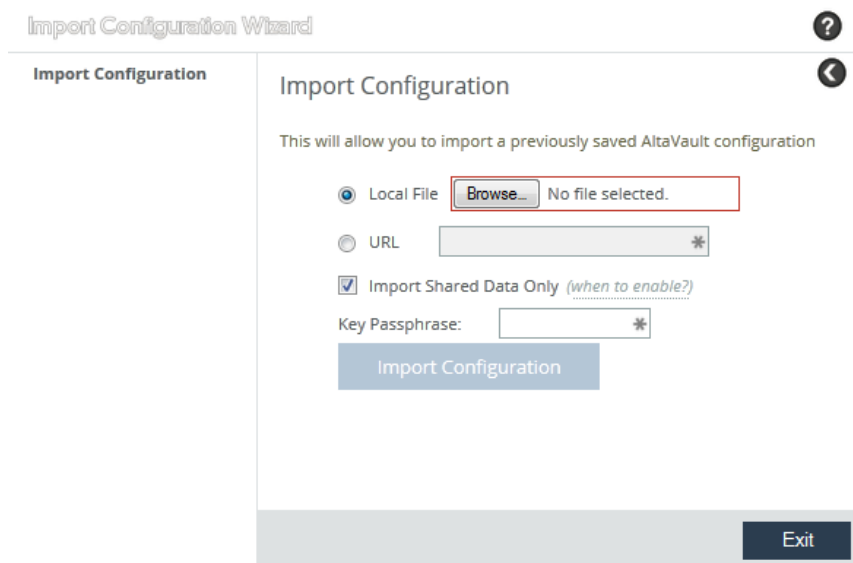 Import Configuration Wizard
?
Import Configuration
Import Configuration
This will allow you to import a previously saved AltaVault configuration
Local File Browse... No file selected.
URL *
Import Shared Data Only (when to enable?)
Key Passphrase: *
Import Configuration
Exit